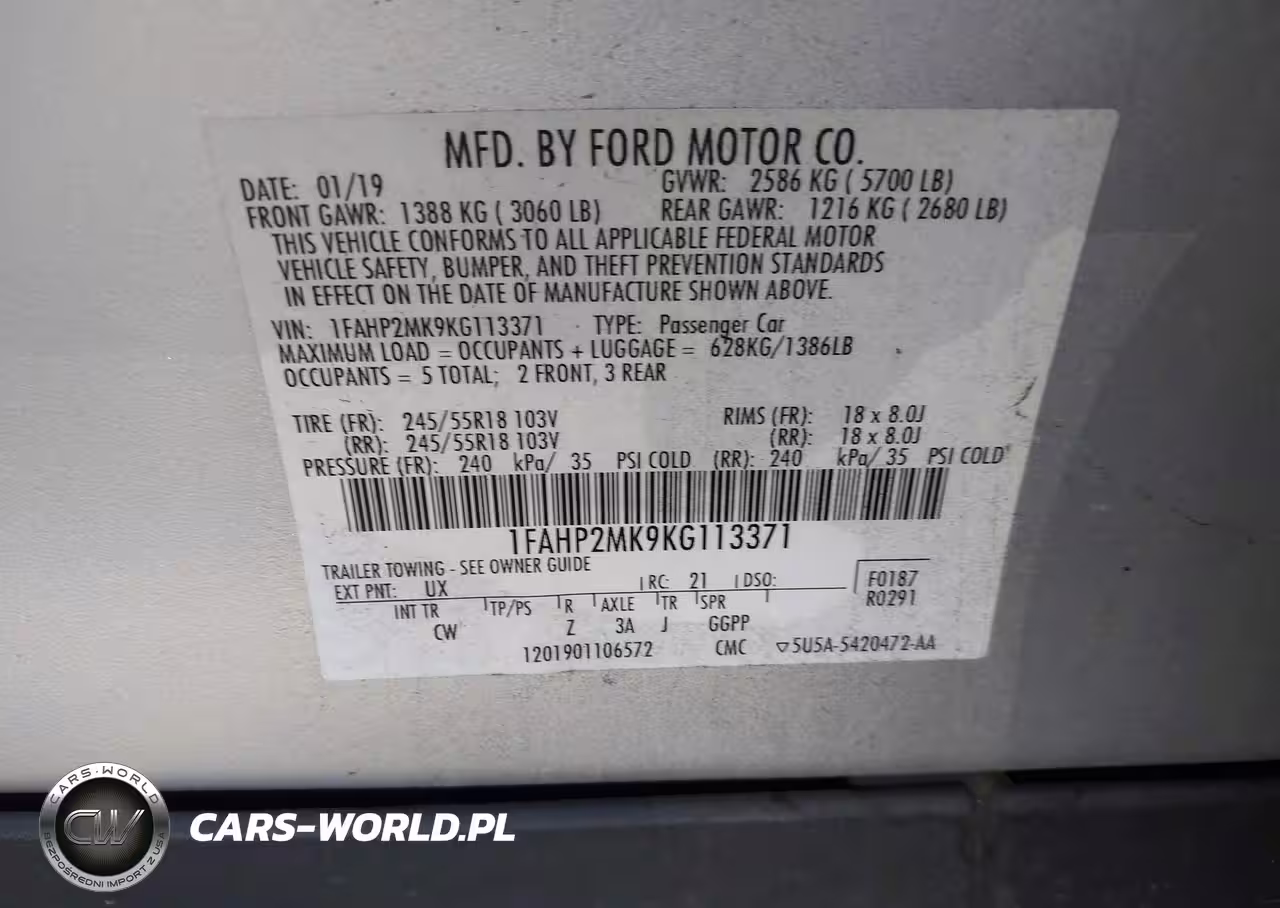 MFD. BY FORD MOTOR CO.
DATE: 01/19 GVWR: 2586 KG ( 5700 LB)
FRONT GAWR: 1388 KG ( 3060 LB) REAR GAWR: 1216 KG ( 2680 LB)
THIS VEHICLE CONFORMS TO ALL APPLICABLE FEDERAL MOTOR
VEHICLE SAFETY, BUMPER, AND THEFT PREVENTION STANDARDS
IN EFFECT ON THE DATE OF MANUFACTURE SHOWN ABOVE.
VIN: 1FAHP2MK9KG113371 TYPE: Passenger Car
MAXIMUM LOAD = OCCUPANTS + LUGGAGE = 628KG/1386LB
OCCUPANTS = 5 TOTAL; 2 FRONT, 3 REAR
TIRE (FR): 245/55R18 103V RIMS (FR): 18 x 8.0J
(RR): 245/55R18 103V (RR): 18 x 8.0J
PRESSURE (FR): 240 kPa/ 35 PSI COLD (RR): 240 kPa/ 35 PSI COLD
1FAHP2MK9KG113371
TRAILER TOWING - SEE OWNER GUIDE
EXT PNT: UX RC: 21 DSO: F0187
R0291
INT TR TP/PS R AXLE TR SPR
CW Z 3A J GGPP
1201901106572 CMC ▽5U5A-5420472-AA
CARS-WORLD
CW
BEZPOŚREDNI IMPORT Z USA
CARS-WORLD.PL